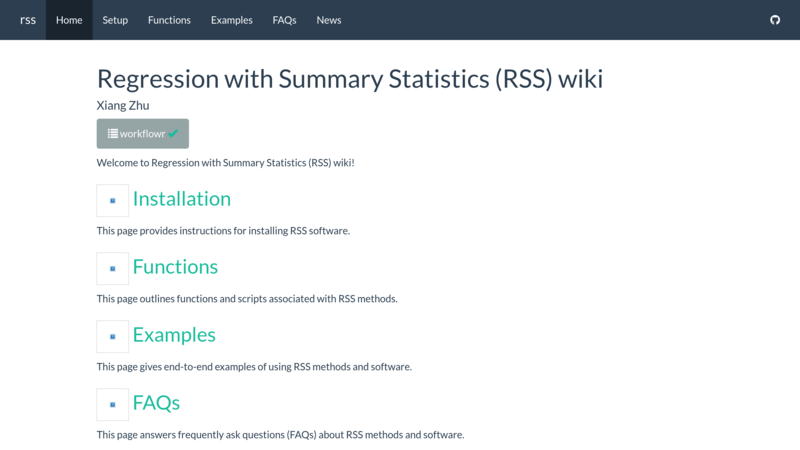 rss Home Setup Functions Examples FAQs News
Regression with Summary Statistics (RSS) wiki
Xiang Zhu
workflowr
Welcome to Regression with Summary Statistics (RSS) wiki!
Installation
This page provides instructions for installing RSS software.
Functions
This page outlines functions and scripts associated with RSS methods.
Examples
This page gives end-to-end examples of using RSS methods and software.
FAQs
This page answers frequently ask questions (FAQs) about RSS methods and software.